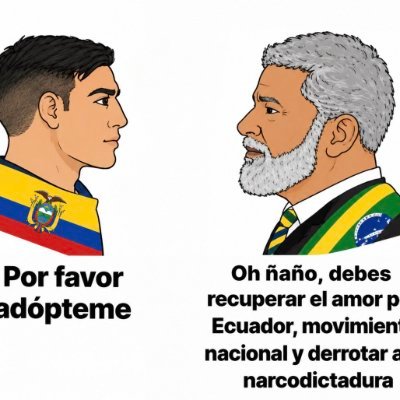 Por favor
adópteme
Oh ñaño, debes
recuperar el amor p
Ecuador, movimient
nacional y derrotar a
narcodictadura